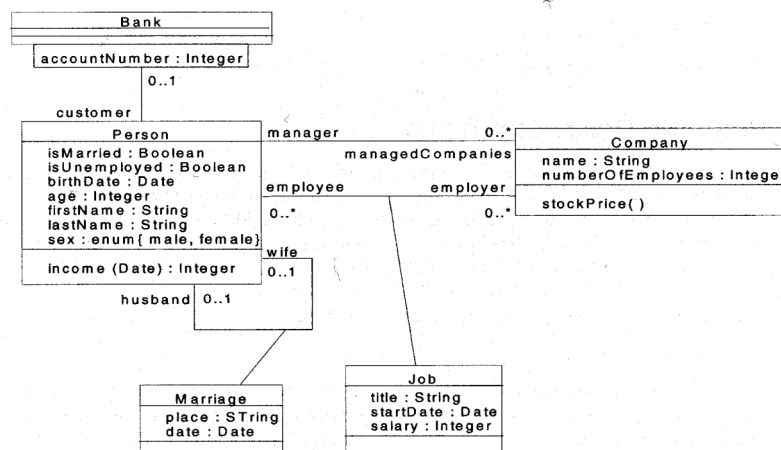 Bank
accountNumber : Integer
0..1
customer
Person
isMarried : Boolean
isUnemployed : Boolean
birthDate : Date
age : Integer
firstName : String
lastName : String
sex : enum{ male, female}
income (Date) : Integer
manager
0..*
managedCompanies
employee
employer
0..*
0..*
Company
name : String
numberOfEmployees : Intege
stockPrice( )
wife
0..1
husband
0..1
Marriage
place : STring
date : Date
Job
title : String
startDate : Date
salary : Integer